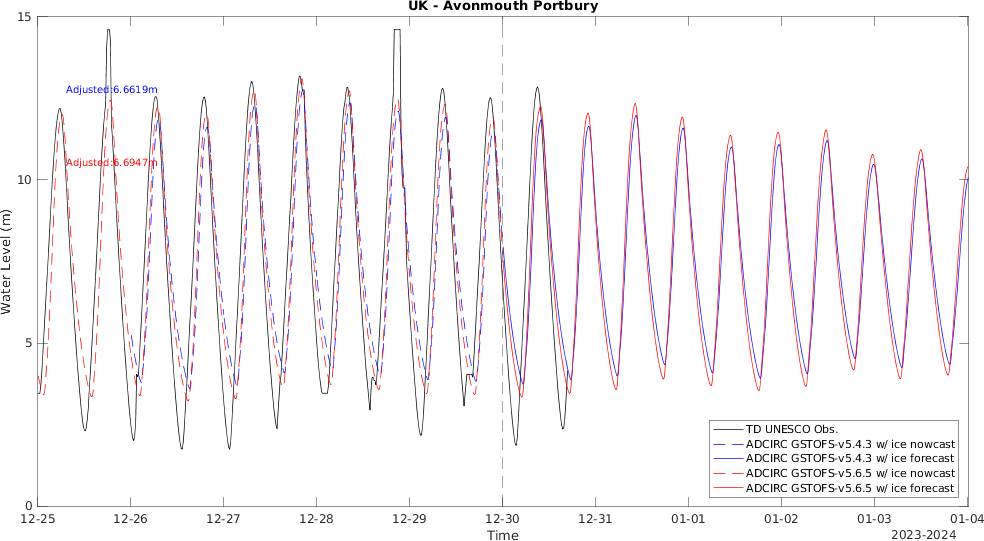 UK - Avonmouth Portbury
15
10
5
0
Water Level (m)
Adjusted:6.6619m
Adjusted:6.6947m
TD UNESCO Obs.
ADCIRC GSTOFS-v5.4.3 w/ ice nowcast
ADCIRC GSTOFS-v5.4.3 w/ ice forecast
ADCIRC GSTOFS-v5.6.5 w/ ice nowcast
ADCIRC GSTOFS-v5.6.5 w/ ice forecast
12-25 12-26 12-27 12-28 12-29 12-30 12-31 01-01 01-02 01-03 01-04
Time
2023-2024